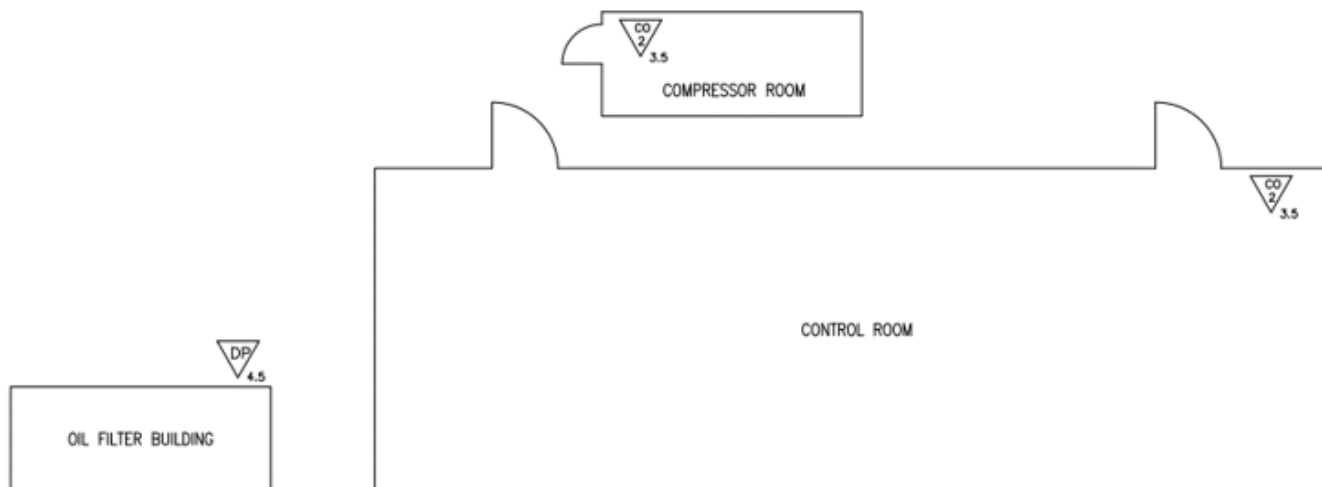 CO
2
3.5
COMPRESSOR ROOM
CO
2
3.5
CONTROL ROOM
DP
4.5
OIL FILTER BUILDING